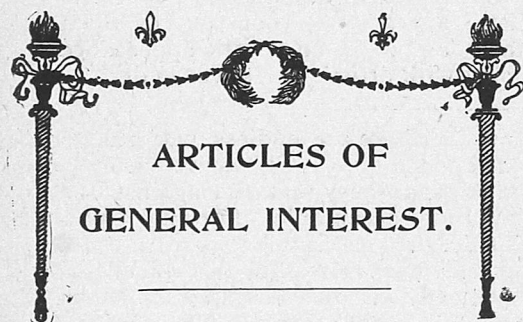 ARTICLES OF
GENERAL INTEREST.